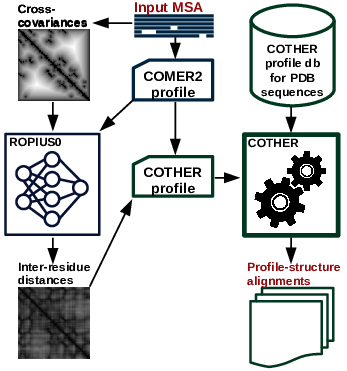 Cross-
covariances
Input MSA
COMER2
profile
COTHER
profile db
for PDB
sequences
ROPIUS0
COTHER
profile
COTHER
Inter-residue
distances
Profile-structure
alignments